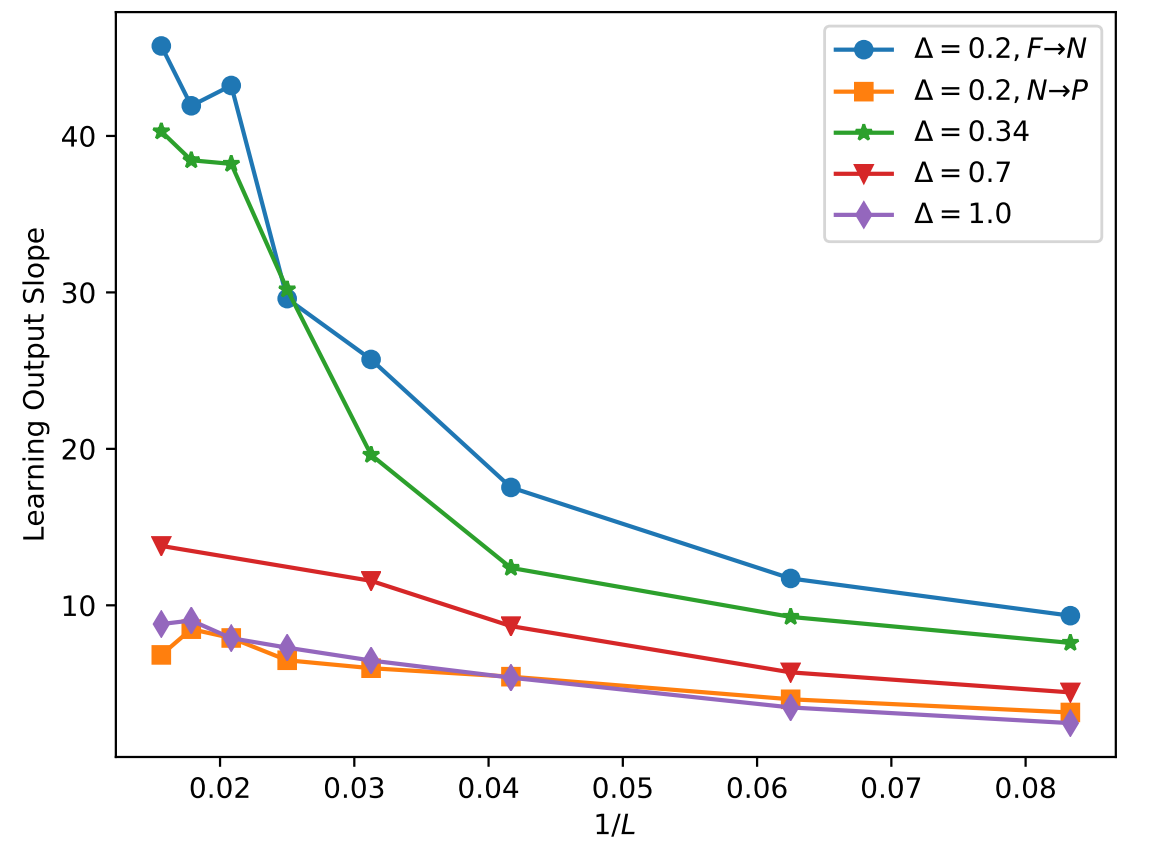 Δ = 0.2, F→N
Δ = 0.2, N→P
Δ = 0.34
Δ = 0.7
Δ = 1.0
Learning Output Slope
40
30
20
10
0.02 0.03 0.04 0.05 0.06 0.07 0.08
1/L